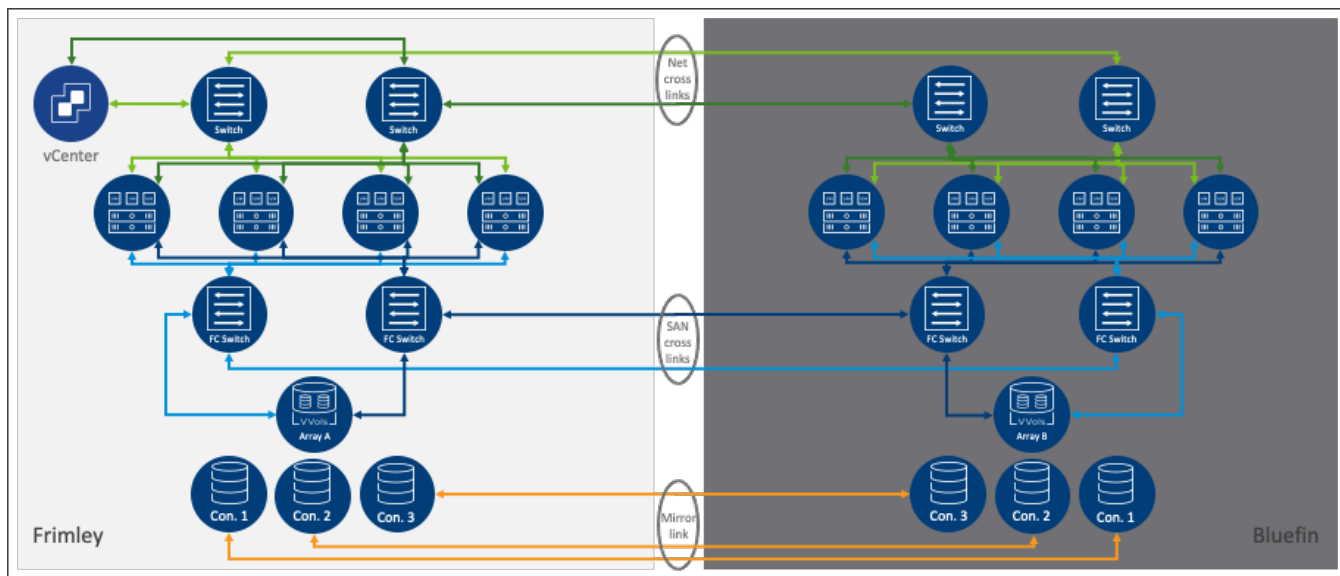 Net
cross
links
Switch
Switch
Switch
Switch
vCenter
FC Switch
FC Switch
SAN
cross
links
FC Switch
FC Switch
VVols
Array A
VVols
Array B
Con. 1
Con. 2
Con. 3
Con. 3
Con. 2
Con. 1
Mirror
link
Frimley
Bluefin